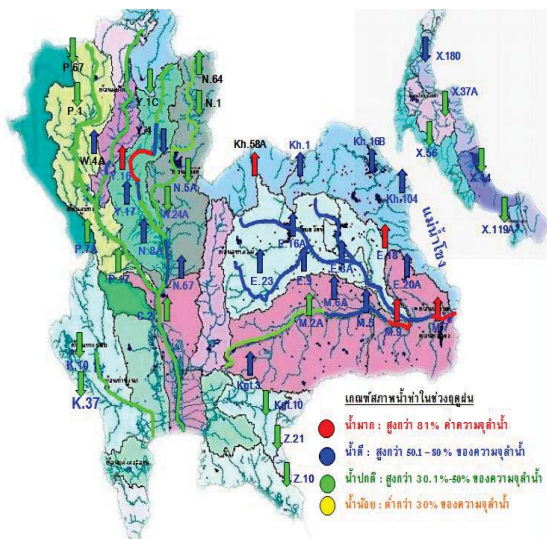 P.67
N.64
X.180
P.1
Y.1C
N.1
X.37A
Y.4
Kh.58A
Kh.1
Kh.16B
W.4A
X.56
N.5A
Kh.104
X.44
Y.17
W.24A
แม่น้ำโขง
X.119A
P.7A
N.8A
E.16A
E.18
E.8A
P.17
N.67
E.23
E.9
E.20A
M.6A
C.2
M.2A
M.5
M.9
M.7
K.10
Kgt.3
K.37
Kgt.10
Z.21
Z.10
เกณฑ์สภาพน้ำท่าในช่วงฤดูฝน
น้ำมาก : สูงกว่า 81% ค่าความจุลำน้ำ
น้ำดี : สูงกว่า 50.1-80% ของความจุลำน้ำ
น้ำปกติ : สูงกว่า 30.1%-50% ของความจุลำน้ำ
น้ำน้อย : ต่ำกว่า 30% ของความจุลำน้ำ